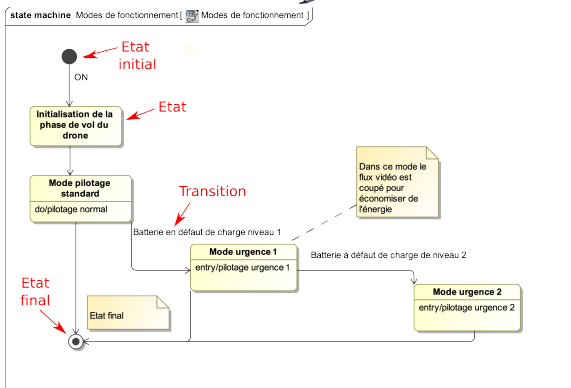 state machine Modes de fonctionnement [ Modes de fonctionnement ]
Etat
initial
ON
Initialisation de la
phase de vol du
drone
Etat
Mode pilotage
standard
do/pilotage normal
Transition
Batterie en défaut de charge niveau 1
Dans ce mode le
flux vidéo est
coupé pour
économiser de
l'énergie
Mode urgence 1
entry/pilotage urgence 1
Batterie à défaut de charge de niveau 2
Mode urgence 2
entry/pilotage urgence 2
Etat
final
Etat final